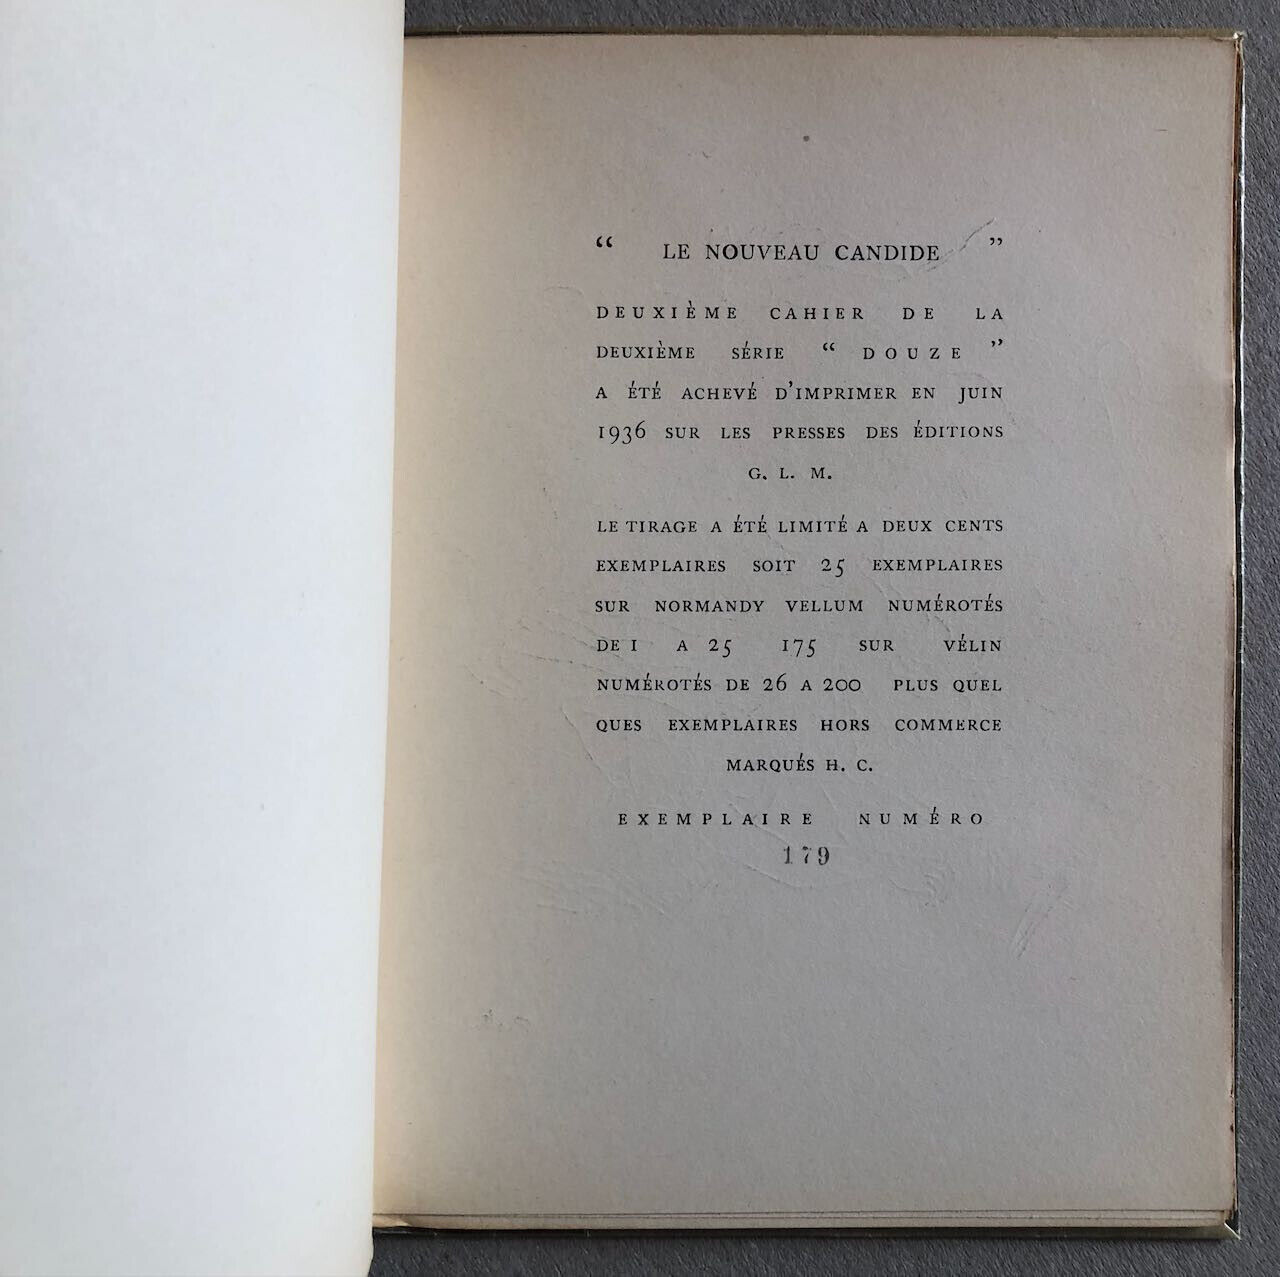 “ LE NOUVEAU CANDIDE ”
DEUXIÈME CAHIER DE LA
DEUXIÈME SÉRIE “ DOUZE ”
A ÉTÉ ACHEVÉ D’IMPRIMER EN JUIN
1936 SUR LES PRESSES DES ÉDITIONS
G. L. M.
LE TIRAGE A ÉTÉ LIMITÉ A DEUX CENTS
EXEMPLAIRES SOIT 25 EXEMPLAIRES
SUR NORMANDY VELLUM NUMÉROTÉS
DE 1 A 25 175 SUR VÉLIN
NUMÉROTÉS DE 26 A 200 PLUS QUEL
QUES EXEMPLAIRES HORS COMMERCE
MARQUÉS H. C.
EXEMPLAIRE NUMÉRO
179